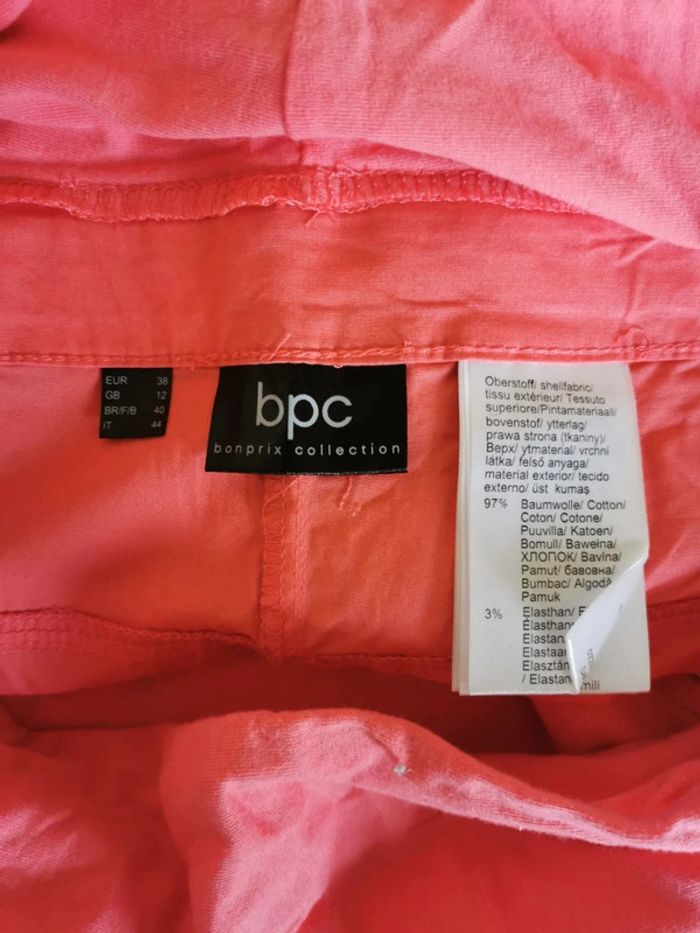 EUR 38
GB 12
BR/F/B 40
IT 44
bpc
bonprix collection
Oberstoff/ shellfabric/
tissu extérieur/ Tessuto
superiore/Pintamateriaali/
bovenstof/ ytterlag/
prawa strona (tkaniny)/
Верх/ ytmaterial/ vrchní
látka/ felső anyaga/
material exterior/ tecido
externo/ üst kumaş
97% Baumwolle/ Cotton/
Coton/ Cotone/
Puuvilla/ Katoen/
Bomull/ Bawełna/
ХЛОПОК/ Bavlna/
Pamut/ бавовна/
Bumbac/ Algodã
Pamuk
3% Elasthan/
Elasthan
Elastan
Elastaa
Elasztán
/ Elastan